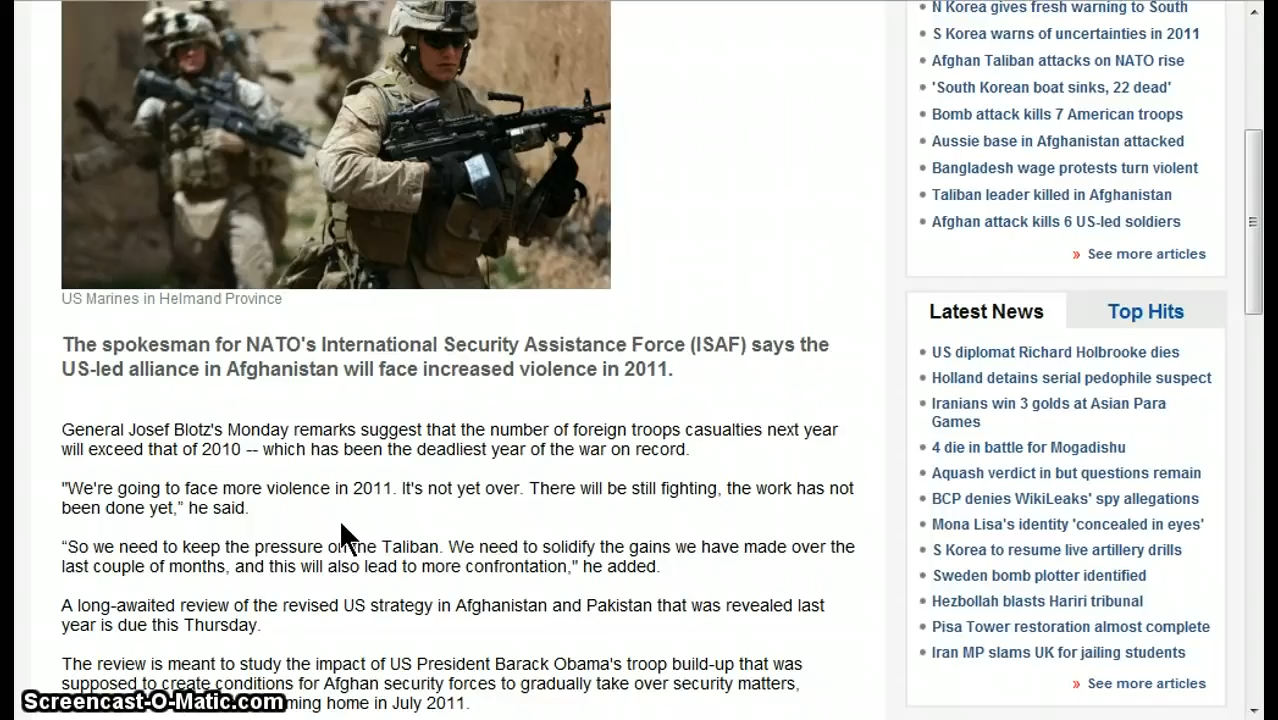 US Marines in Helmand Province
The spokesman for NATO's International Security Assistance Force (ISAF) says the
US-led alliance in Afghanistan will face increased violence in 2011.
General Josef Blotz's Monday remarks suggest that the number of foreign troops casualties next year
will exceed that of 2010 -- which has been the deadliest year of the war on record.
"We're going to face more violence in 2011. It's not yet over. There will be still fighting, the work has not
been done yet,” he said.
“So we need to keep the pressure on the Taliban. We need to solidify the gains we have made over the
last couple of months, and this will also lead to more confrontation," he added.
A long-awaited review of the revised US strategy in Afghanistan and Pakistan that was revealed last
year is due this Thursday.
The review is meant to study the impact of US President Barack Obama's troop build-up that was
supposed to create conditions for Afghan security forces to gradually take over security matters,
ming home in July 2011.
Screencast-O-Matic.com
N Korea gives fresh warning to South
S Korea warns of uncertainties in 2011
Afghan Taliban attacks on NATO rise
'South Korean boat sinks, 22 dead'
Bomb attack kills 7 American troops
Aussie base in Afghanistan attacked
Bangladesh wage protests turn violent
Taliban leader killed in Afghanistan
Afghan attack kills 6 US-led soldiers
» See more articles
Latest News Top Hits
US diplomat Richard Holbrooke dies
Holland detains serial pedophile suspect
Iranians win 3 golds at Asian Para
Games
4 die in battle for Mogadishu
Aquash verdict in but questions remain
BCP denies WikiLeaks' spy allegations
Mona Lisa's identity 'concealed in eyes'
S Korea to resume live artillery drills
Sweden bomb plotter identified
Hezbollah blasts Hariri tribunal
Pisa Tower restoration almost complete
Iran MP slams UK for jailing students
» See more articles